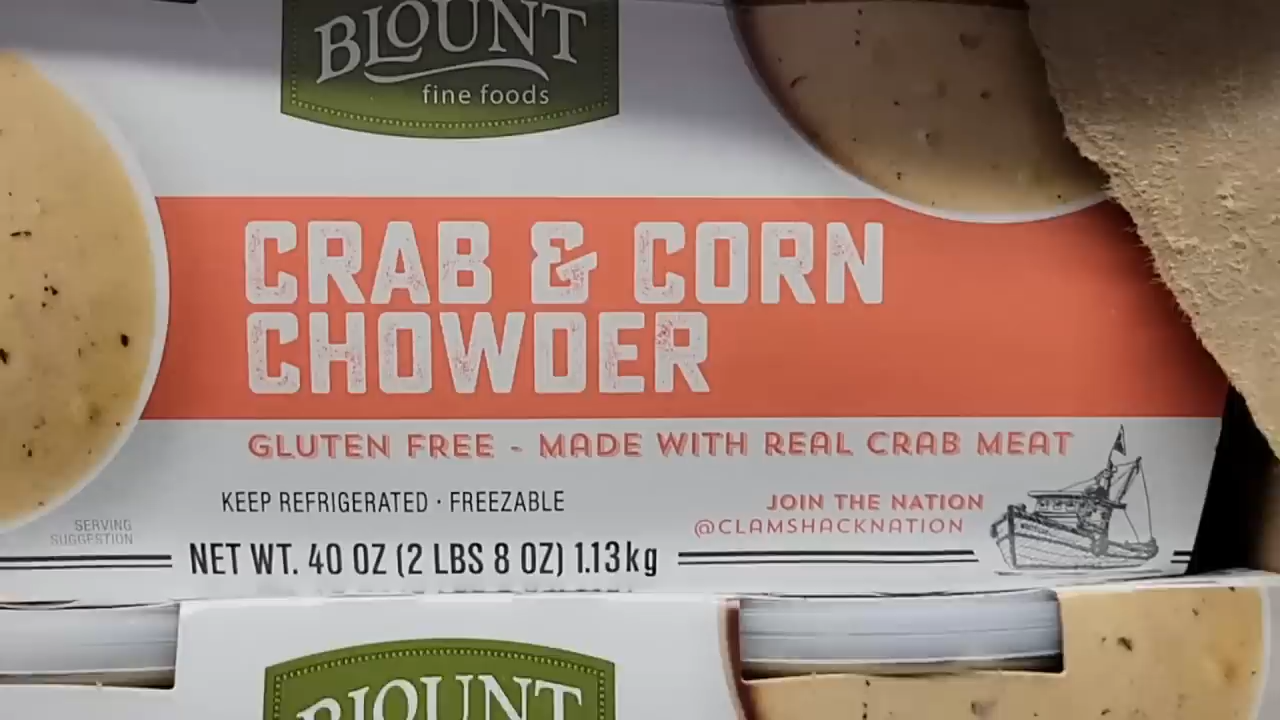 BLOUNT
fine foods
CRAB & CORN
CHOWDER
GLUTEN FREE - MADE WITH REAL CRAB MEAT
KEEP REFRIGERATED · FREEZABLE
JOIN THE NATION
@CLAMSHACKNATION
SERVING
SUGGESTION
NET WT. 40 OZ (2 LBS 8 OZ) 1.13kg
BLOUNT